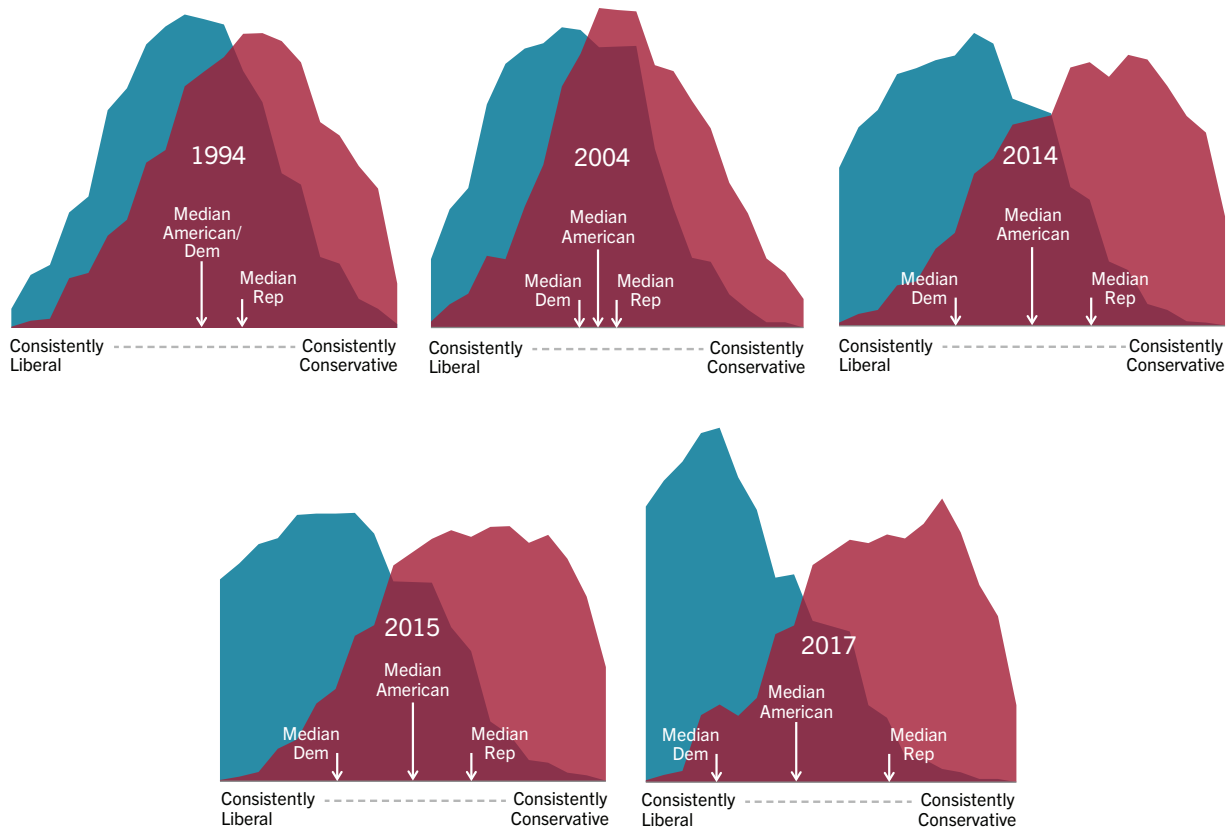 1994
Median
American/
Dem
Median
Rep
Consistently
Liberal
Consistently
Conservative
2004
Median
American
Median
Dem
Median
Rep
Consistently
Liberal
Consistently
Conservative
2014
Median
American
Median
Dem
Median
Rep
Consistently
Liberal
Consistently
Conservative
2015
Median
American
Median
Dem
Median
Rep
Consistently
Liberal
Consistently
Conservative
2017
Median
American
Median
Dem
Median
Rep
Consistently
Liberal
Consistently
Conservative